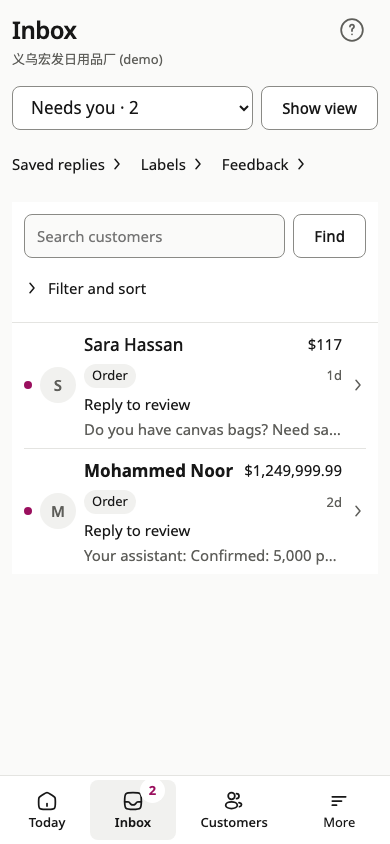 Inbox
义乌宏发日用品厂 (demo)
Needs you · 2
Show view
Saved replies
Labels
Feedback
Search customers
Find
Filter and sort
Sara Hassan
$117
S
Order
1d
Reply to review
Do you have canvas bags? Need sa...
Mohammed Noor
$1,249,999.99
M
Order
2d
Reply to review
Your assistant: Confirmed: 5,000 p...
2
Today
Inbox
Customers
More